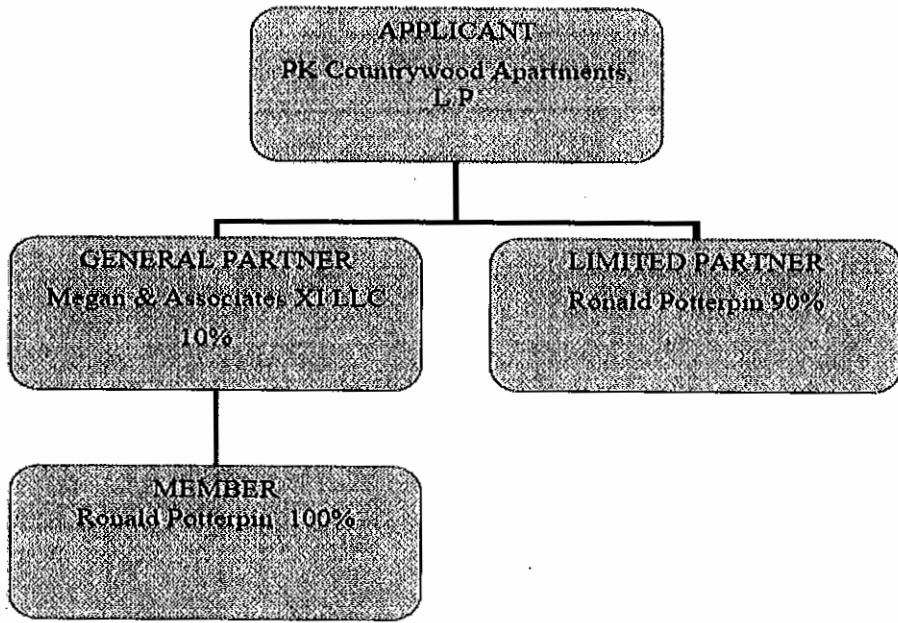 APPLICANT
PK Countrywood Apartments,
L.P.
GENERAL PARTNER
Megan & Associates XI LLC
10%
LIMITED PARTNER
Ronald Potterpin 90%
MEMBER
Ronald Potterpin 100%